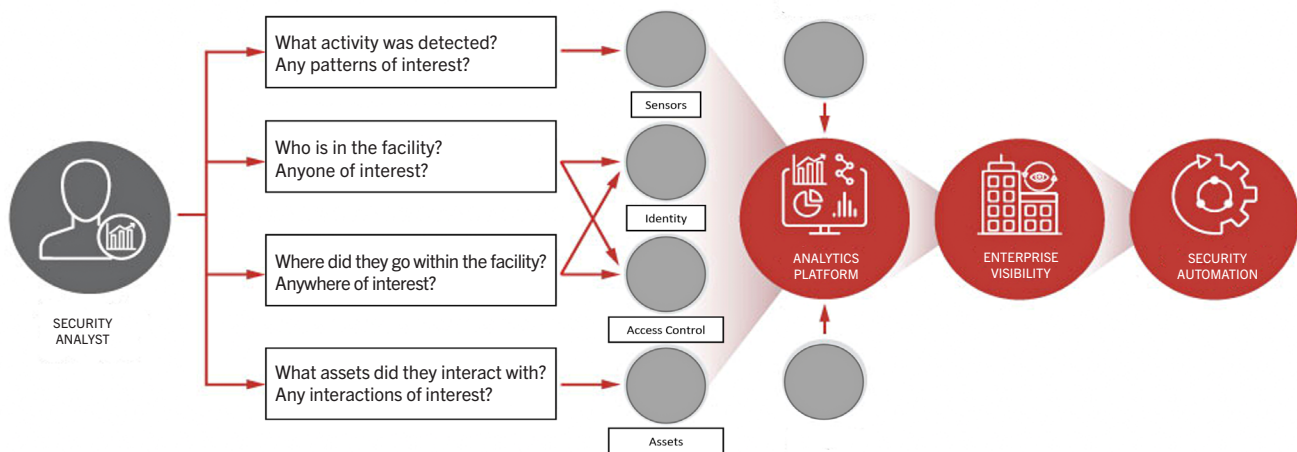 What activity was detected?
Any patterns of interest?
Sensors
Who is in the facility?
Anyone of interest?
Identity
Where did they go within the facility?
Anywhere of interest?
Access Control
What assets did they interact with?
Any interactions of interest?
Assets
SECURITY
ANALYST
ANALYTICS
PLATFORM
ENTERPRISE
VISIBILITY
SECURITY
AUTOMATION